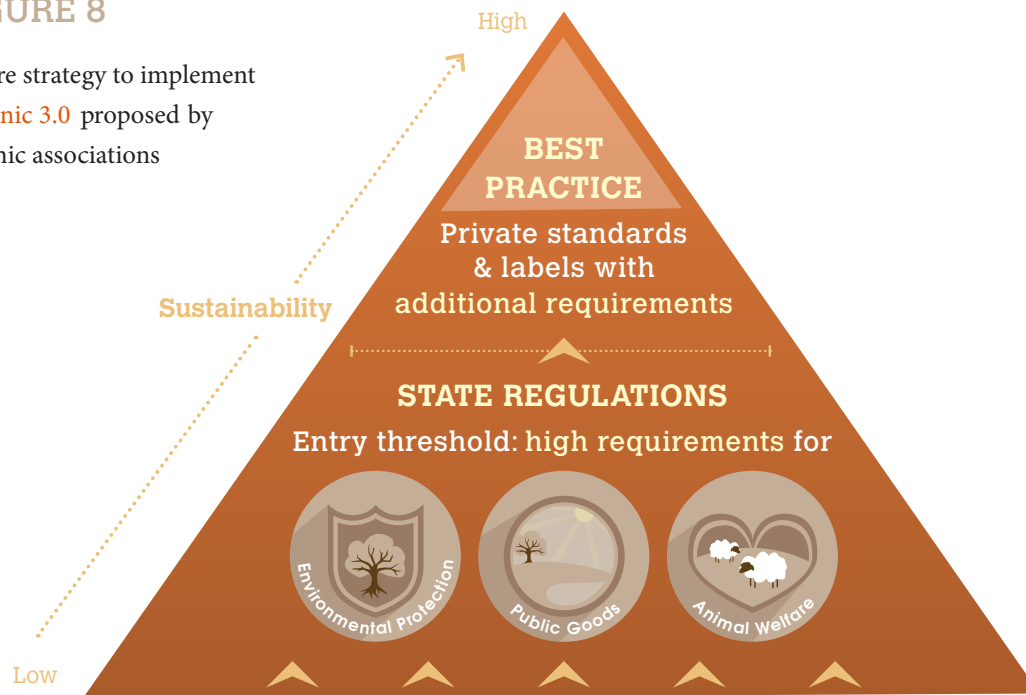 GURE 8
re strategy to implement
nic 3.0 proposed by
nic associations
High
Sustainability
Low
BEST
PRACTICE
Private standards
& labels with
additional requirements
STATE REGULATIONS
Entry threshold: high requirements for
Environmental Protection
Public Goods
Animal Welfare